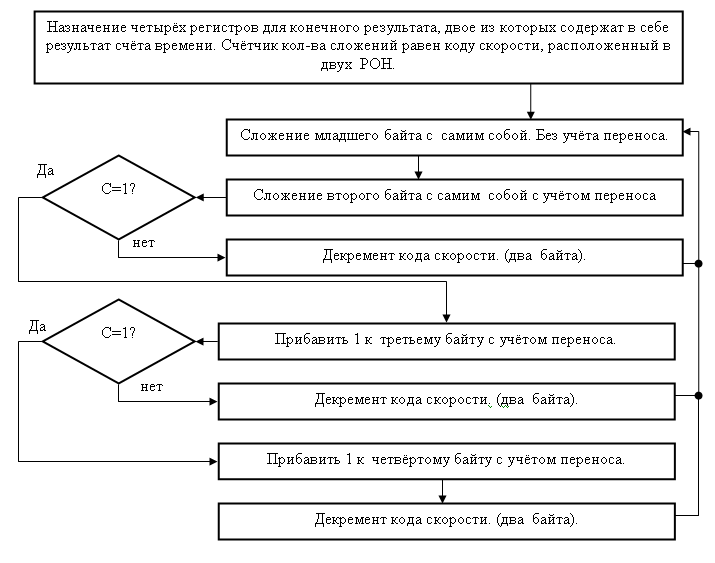 Назначение четырёх регистров для конечного результата, двое из которых содержат в себе
результат счёта времени. Счётчик кол-ва сложений равен коду скорости, расположенный в
двух РОН.
Сложение младшего байта с самим собой. Без учёта переноса.
Да
С=1?
Сложение второго байта с самим собой с учётом переноса
нет
Декремент кода скорости. (два байта).
Да
С=1?
Прибавить 1 к третьему байту с учётом переноса.
нет
Декремент кода скорости. (два байта).
Прибавить 1 к четвёртому байту с учётом переноса.
Декремент кода скорости. (два байта).